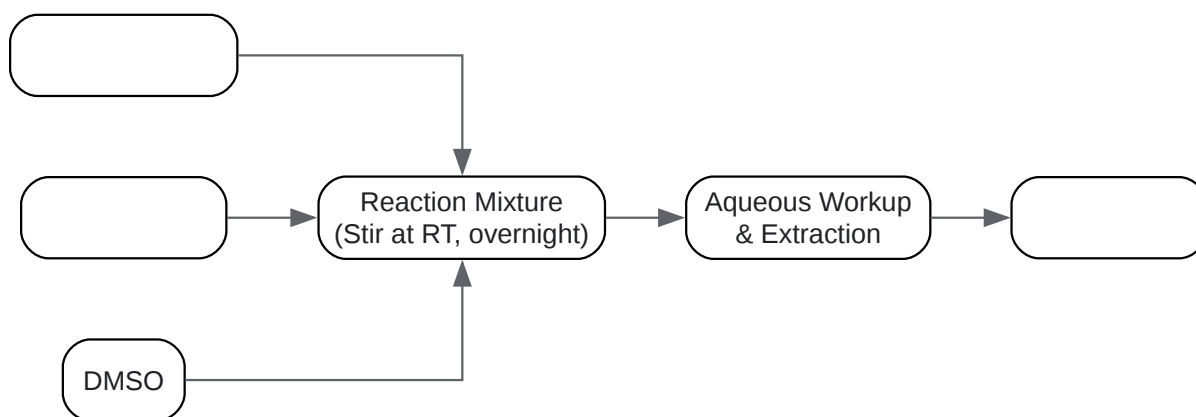 Reaction Mixture
(Stir at RT, overnight)
Aqueous Workup
& Extraction
DMSO